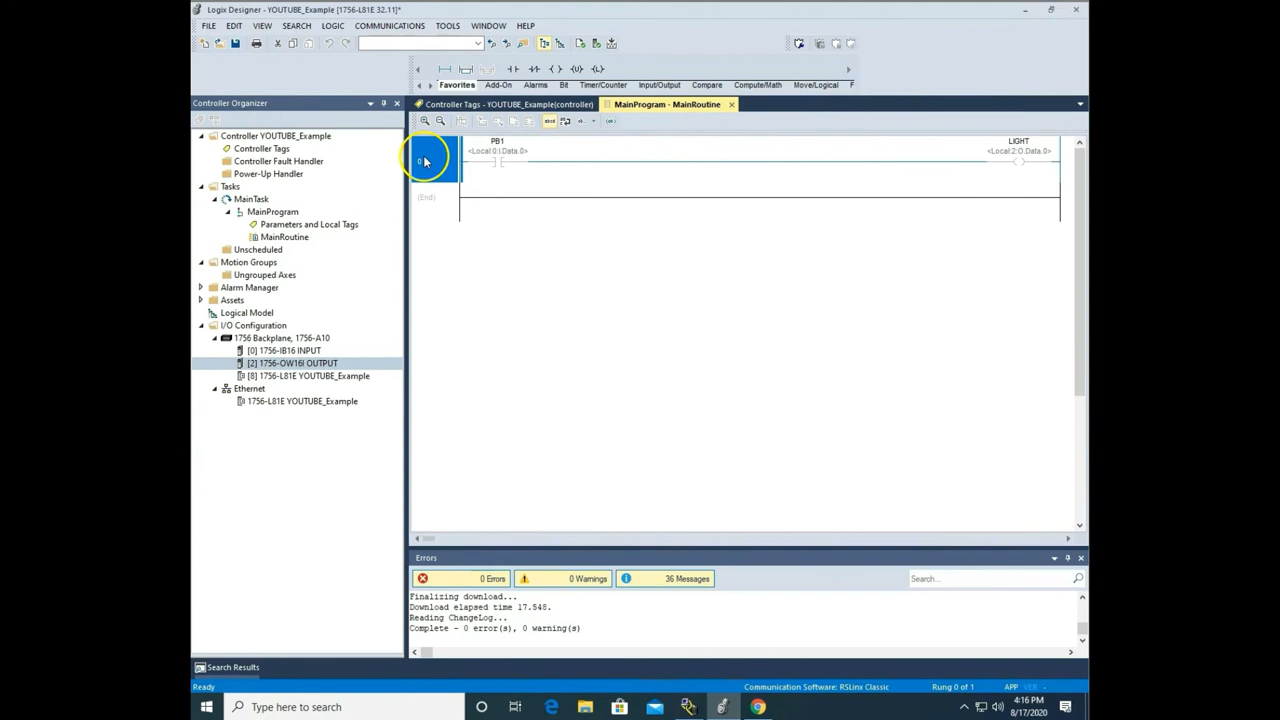 Logix Designer - YOUTUBE_Example [1756-L81E 32.11]*
FILE EDIT VIEW SEARCH LOGIC COMMUNICATIONS TOOLS WINDOW HELP
Favorites Add-On Alarms Bit Timer/Counter Input/Output Compare Compute/Math Move/Logical F
Controller Organizer
Controller Tags - YOUTUBE_Example(controller) MainProgram - MainRoutine
Controller YOUTUBE_Example
Controller Tags
Controller Fault Handler
Power-Up Handler
Tasks
MainTask
MainProgram
Parameters and Local Tags
MainRoutine
Unscheduled
Motion Groups
Ungrouped Axes
Alarm Manager
Assets
Logical Model
I/O Configuration
1756 Backplane, 1756-A10
[0] 1756-IB16 INPUT
[2] 1756-OW16I OUTPUT
[8] 1756-L81E YOUTUBE_Example
Ethernet
1756-L81E YOUTUBE_Example
PB1
<Local:0:I.Data.0>
LIGHT
<Local:2:O.Data.0>
0
(End)
Errors
0 Errors 0 Warnings 36 Messages Search...
Finalizing download...
Download elapsed time 17.548.
Reading ChangeLog...
Complete - 0 error(s), 0 warning(s)
Search Results
Ready Communication Software: RSLinx Classic Rung 0 of 1 APP VER
Type here to search
4:16 PM
8/17/2020